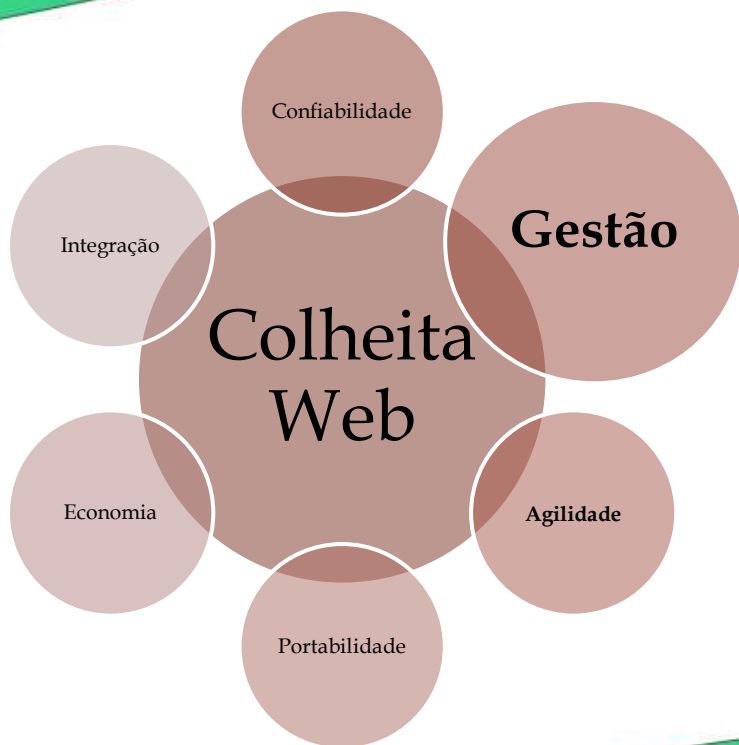 Confiabilidade
Gestão
Integração
Colheita
Web
Economia
Agilidade
Portabilidade